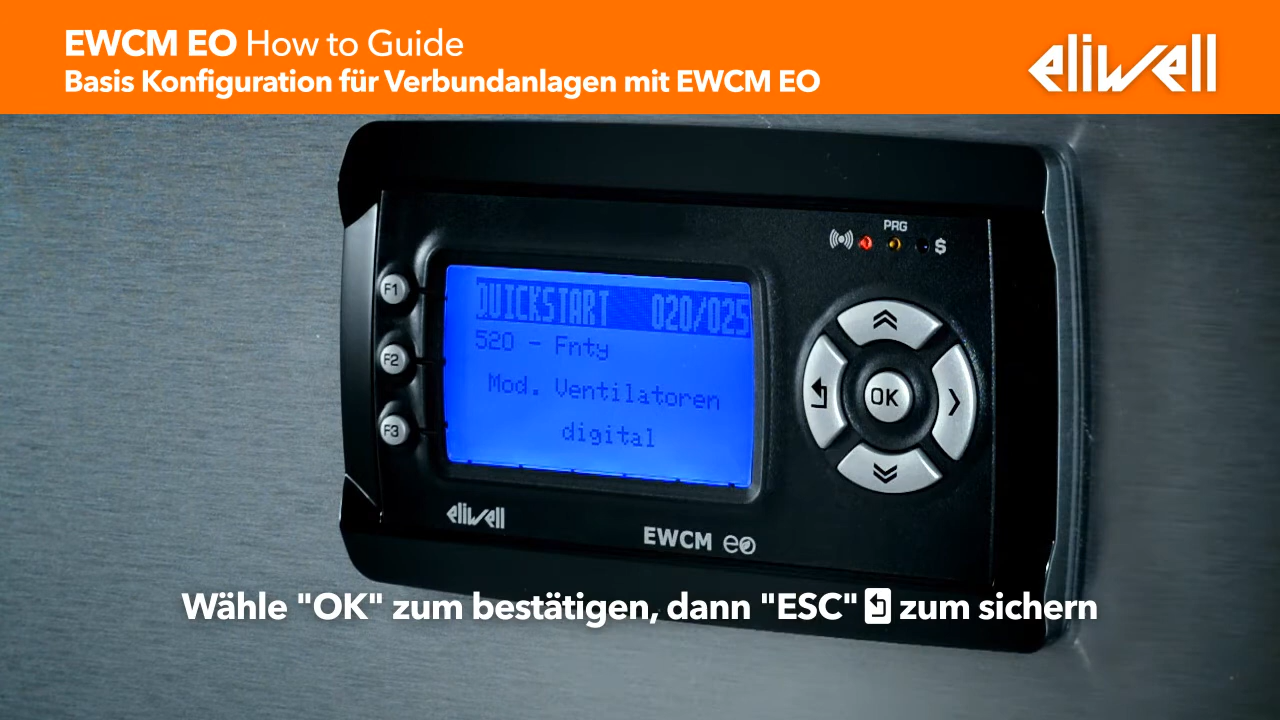 EWCM EO How to Guide
Basis Konfiguration für Verbundanlagen mit EWCM EO
eliwell
PRG
$
F1
QUICKSTART 020/025
520 - Fnty
F2
Mod. Ventilatoren
OK
digital
F3
eliwell
EWCM eo
Wähle "OK" zum bestätigen, dann "ESC" zum sichern